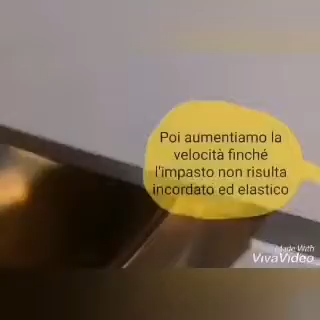 Poi aumentiamo la
velocità finché
l'impasto non risulta
incordato ed elastico
Made With
VivaVideo